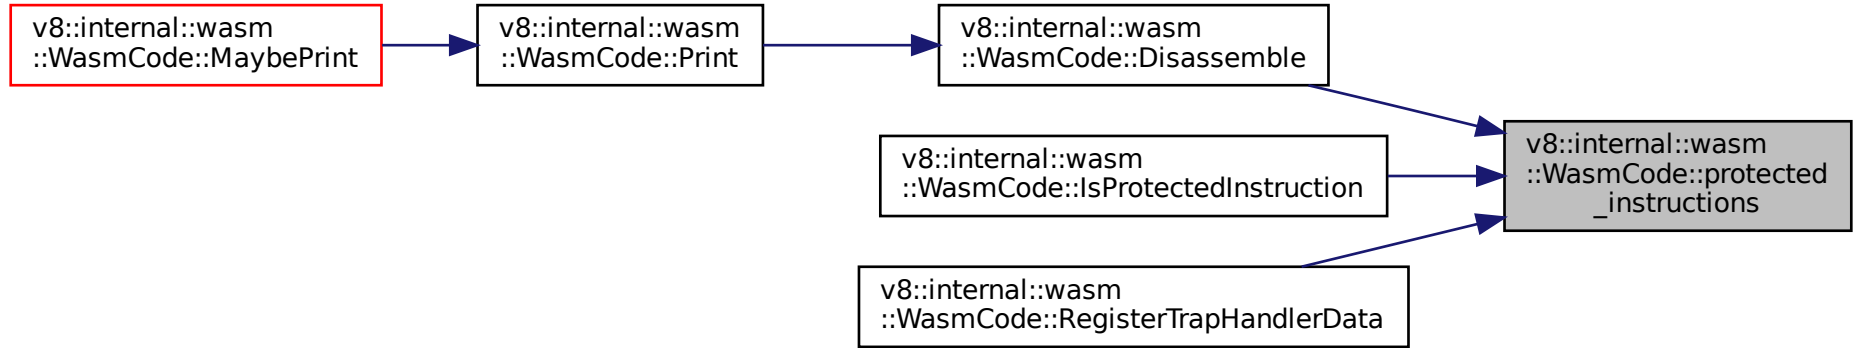 v8::internal::wasm
::WasmCode::MaybePrint
v8::internal::wasm
::WasmCode::Print
v8::internal::wasm
::WasmCode::Disassemble
v8::internal::wasm
::WasmCode::IsProtectedInstruction
v8::internal::wasm
::WasmCode::RegisterTrapHandlerData
v8::internal::wasm
::WasmCode::protected
_instructions